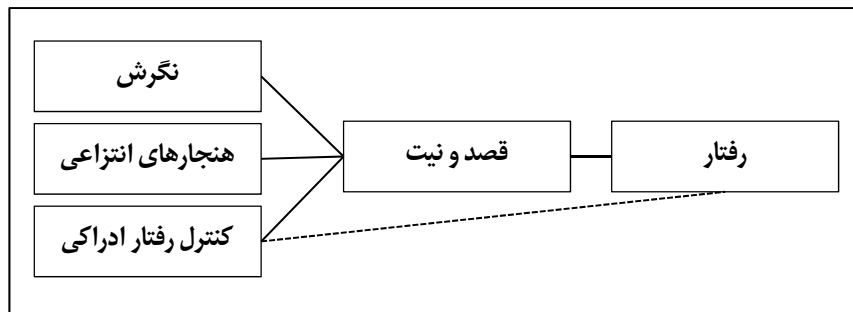 نگرش
هنجارهای انتزاعی
قصد و نیت
رفتار
کنترل رفتار ادراکی